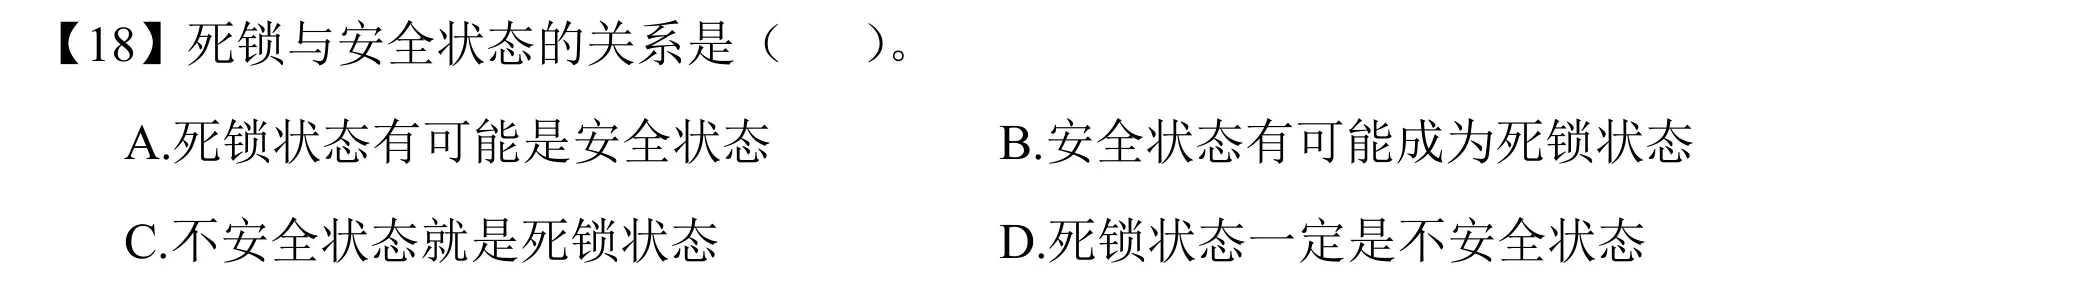 【18】死锁与安全状态的关系是（　　）。
A.死锁状态有可能是安全状态　　B.安全状态有可能成为死锁状态
C.不安全状态就是死锁状态　　D.死锁状态一定是不安全状态